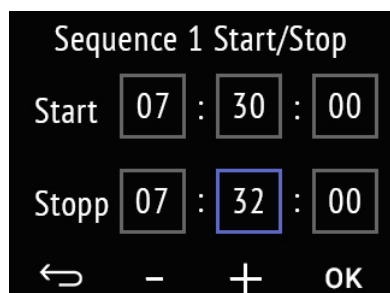 Sequence 1 Start/Stop
Start 07 : 30 : 00
Stopp 07 : 32 : 00
- + OK